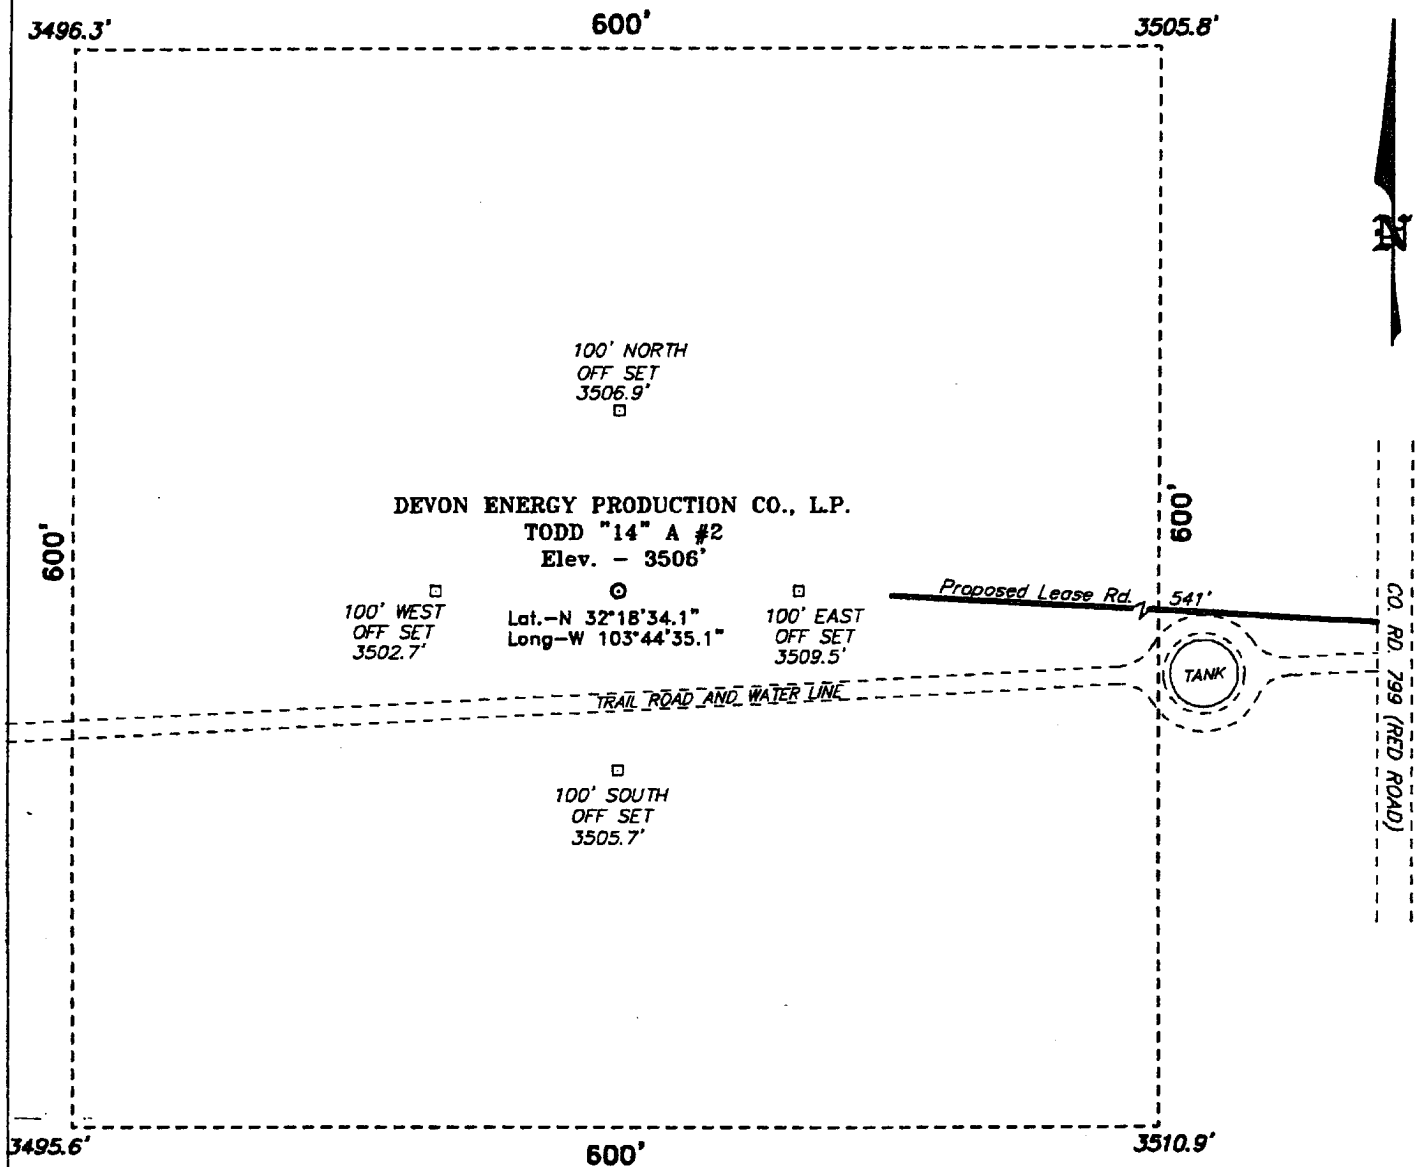 3496.3'
600'
3505.8'
N
100' NORTH
OFF SET
3506.9'
DEVON ENERGY PRODUCTION CO., L.P.
TODD "14" A #2
Elev. - 3506'
600'
600'
100' WEST
OFF SET
3502.7'
Lat.-N 32°18'34.1"
Long-W 103°44'35.1"
100' EAST
OFF SET
3509.5'
Proposed Lease Rd.
541'
CO. RD. 799 (RED ROAD)
TANK
TRAIL ROAD AND WATER LINE
100' SOUTH
OFF SET
3505.7'
3495.6'
600'
3510.9'